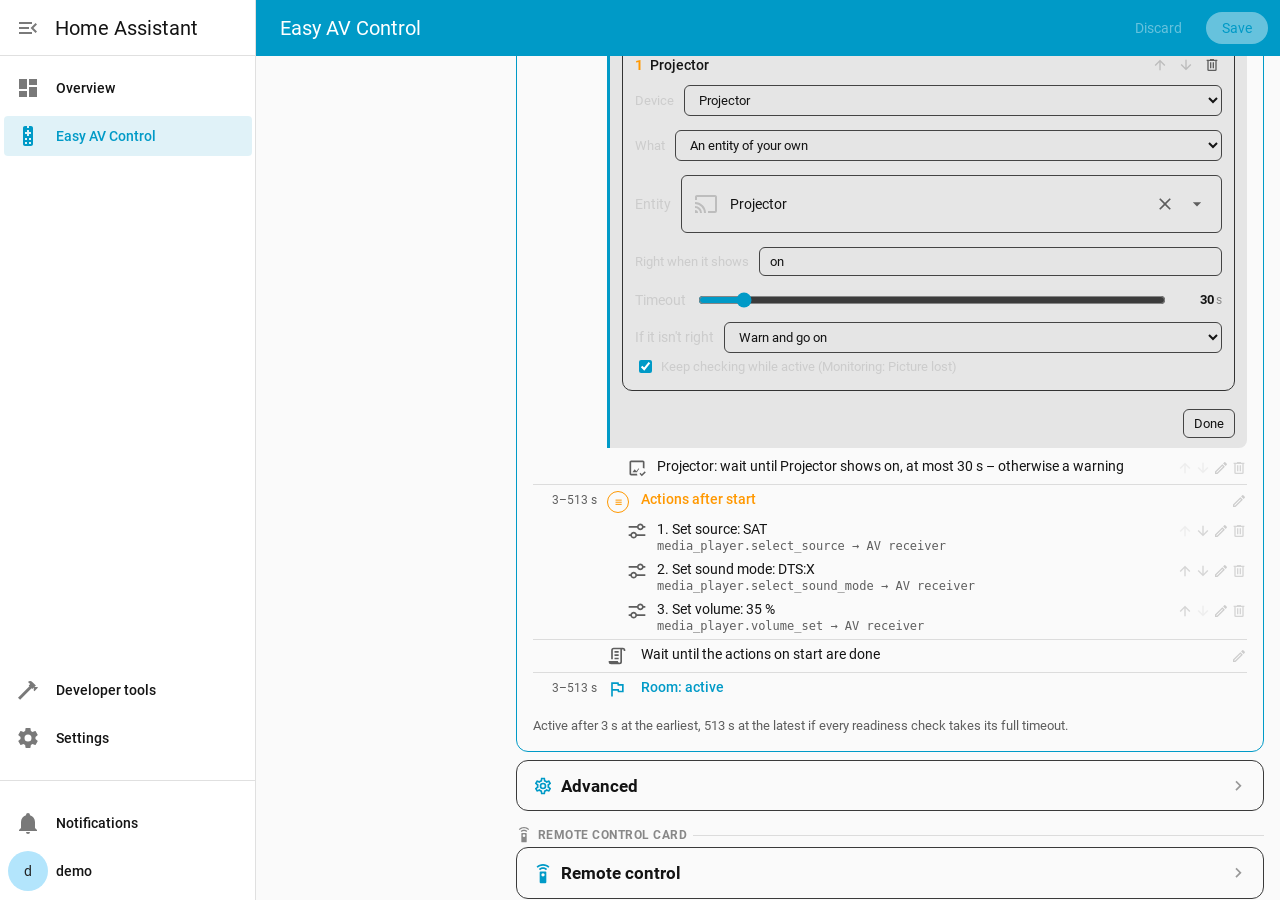 Home Assistant
Easy AV Control
Discard
Save
Overview
Easy AV Control
Developer tools
Settings
Notifications
d
demo
1 Projector
Device
Projector
What
An entity of your own
Entity
Projector
Right when it shows
on
Timeout
30 s
If it isn't right
Warn and go on
Keep checking while active (Monitoring: Picture lost)
Done
Projector: wait until Projector shows on, at most 30 s – otherwise a warning
3–513 s
Actions after start
1. Set source: SAT
media_player.select_source → AV receiver
2. Set sound mode: DTS:X
media_player.select_sound_mode → AV receiver
3. Set volume: 35 %
media_player.volume_set → AV receiver
Wait until the actions on start are done
3–513 s
Room: active
Active after 3 s at the earliest, 513 s at the latest if every readiness check takes its full timeout.
Advanced
REMOTE CONTROL CARD
Remote control